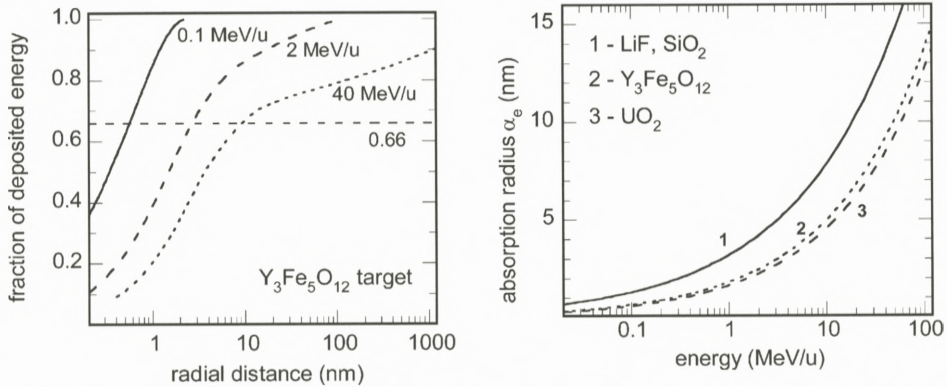 fraction of deposited energy
1.0
0.8
0.6
0.4
0.2
0.1 MeV/u
2 MeV/u
40 MeV/u
0.66
Y₃Fe₅O₁₂ target
1
10
100
1000
radial distance (nm)
absorption radius αₑ (nm)
15
10
5
1 - LiF, SiO₂
2 - Y₃Fe₅O₁₂
3 - UO₂
1
2
3
0.1
1
10
100
energy (MeV/u)